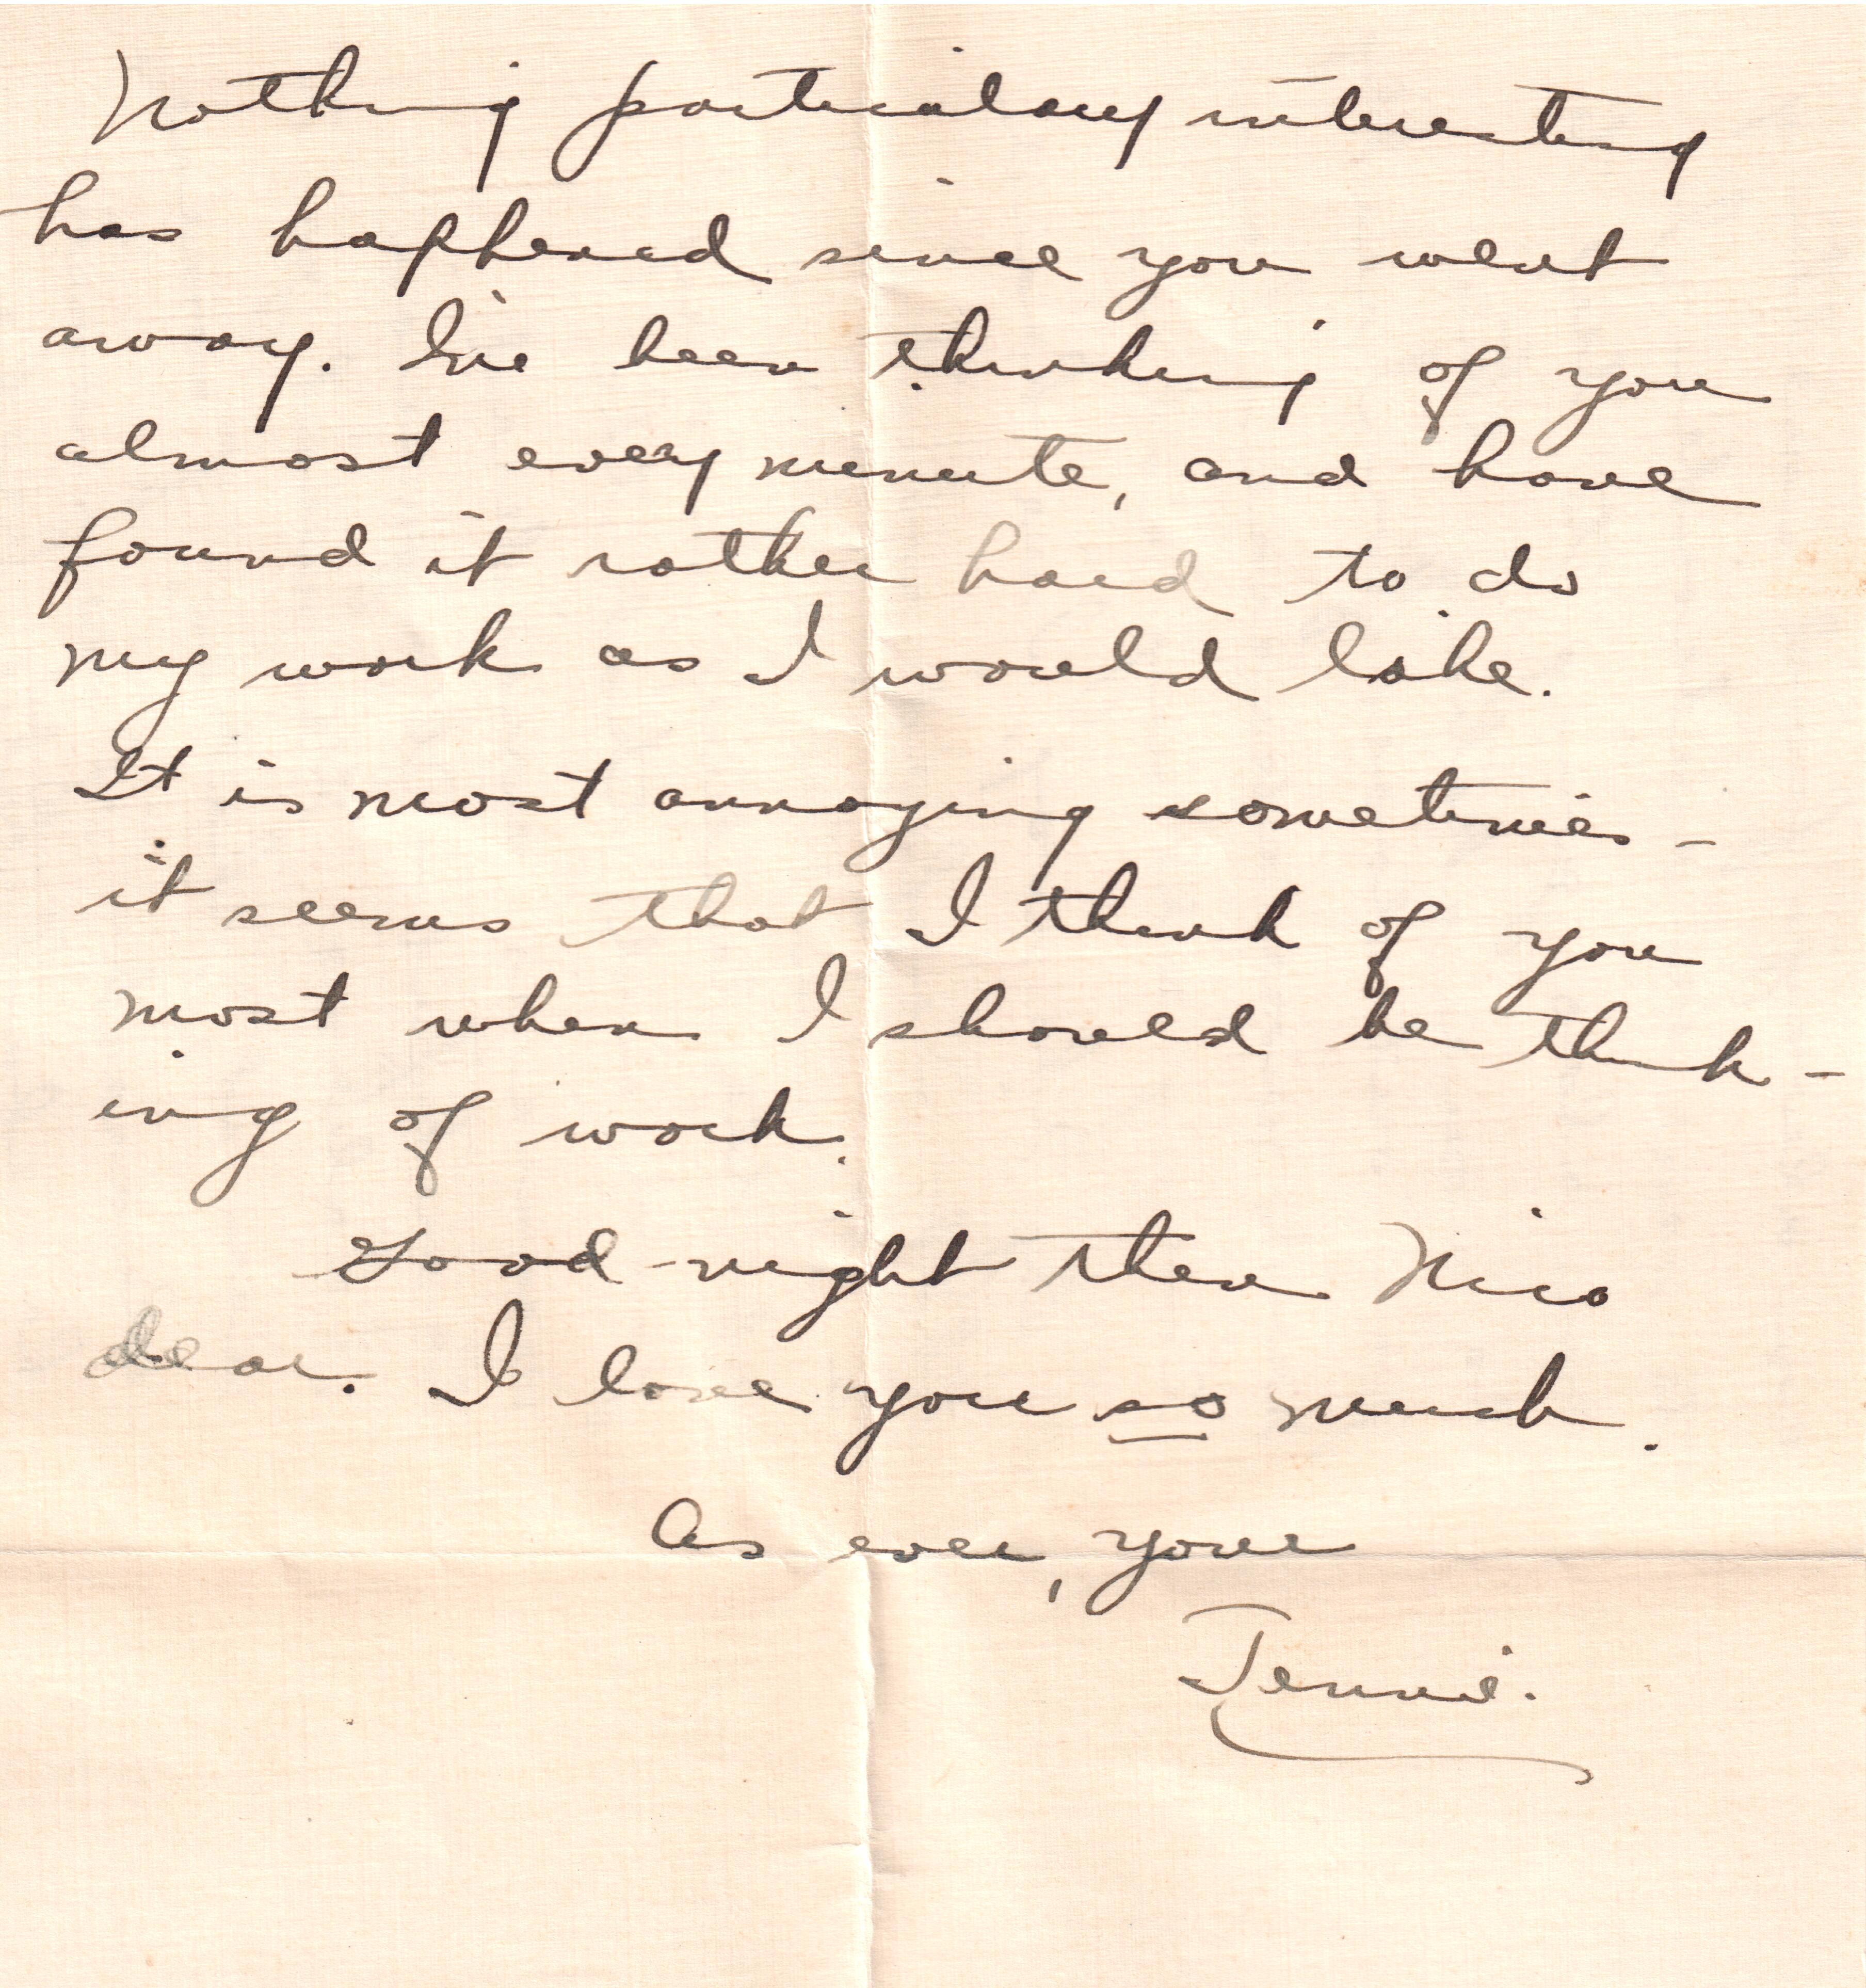 Nothing particulary interesting
has happened since you went
away. I've been thinking of you
almost every minute, and have
found it rather hard to do
my work as I would like.
It is most annoying sometimes -
it seems that I think of you
most when I should be think-
ing of work.
Good-night then Nico
dear. I love you so much.
As ever, your
Jennie.